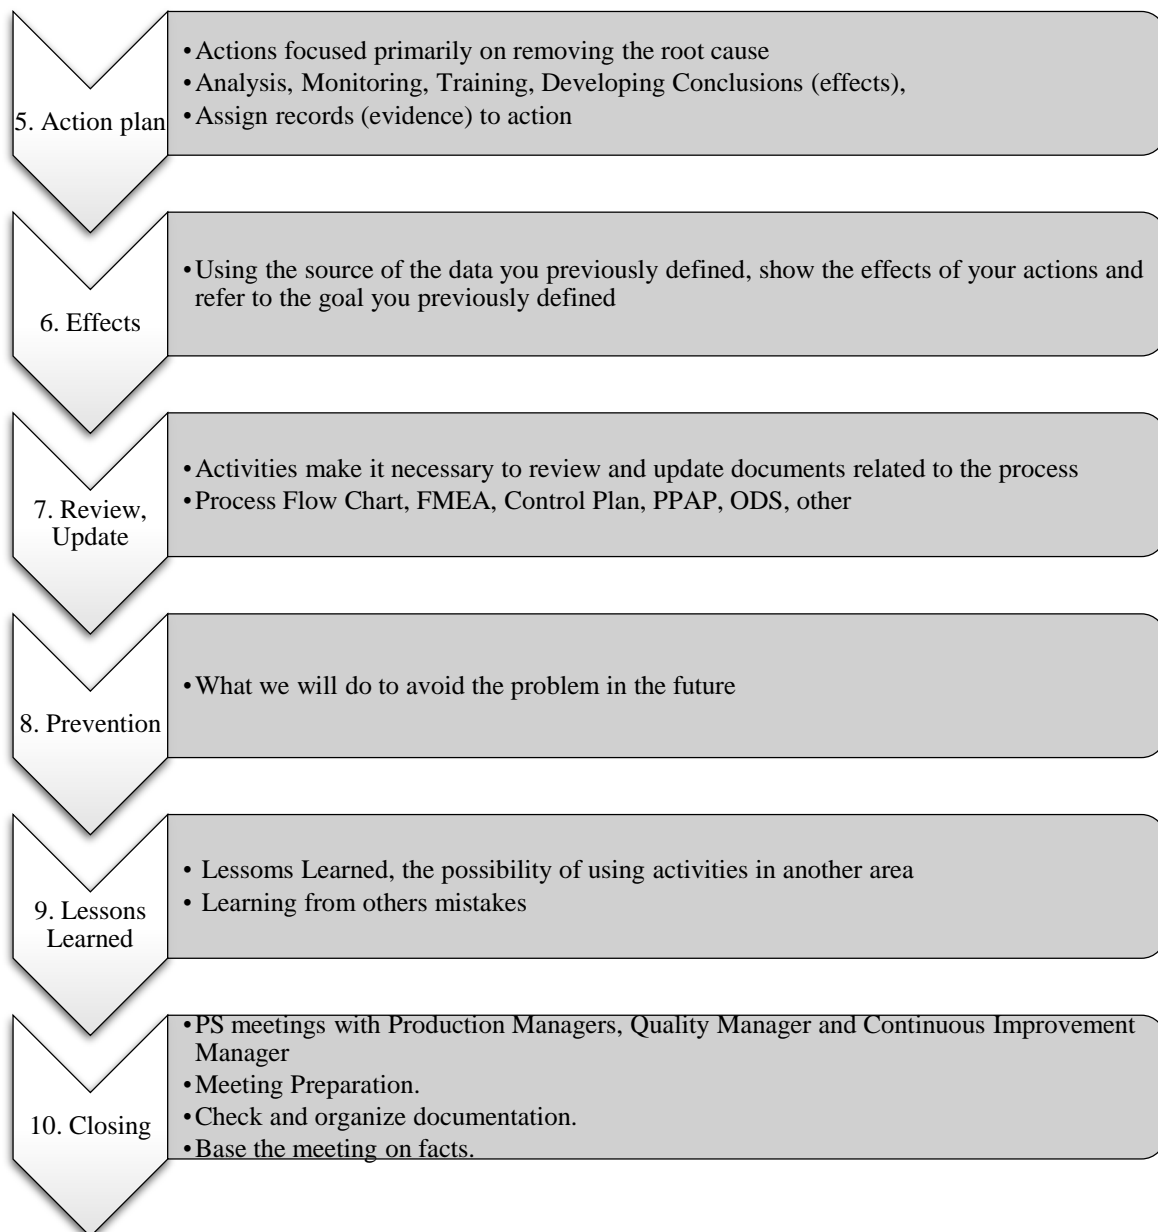 5. Action plan
•Actions focused primarily on removing the root cause
•Analysis, Monitoring, Training, Developing Conclusions (effects),
•Assign records (evidence) to action
6. Effects
•Using the source of the data you previously defined, show the effects of your actions and
refer to the goal you previously defined
7. Review,
Update
•Activities make it necessary to review and update documents related to the process
•Process Flow Chart, FMEA, Control Plan, PPAP, ODS, other
8. Prevention
•What we will do to avoid the problem in the future
9. Lessons
Learned
• Lessoms Learned, the possibility of using activities in another area
• Learning from others mistakes
10. Closing
•PS meetings with Production Managers, Quality Manager and Continuous Improvement
Manager
•Meeting Preparation.
•Check and organize documentation.
•Base the meeting on facts.